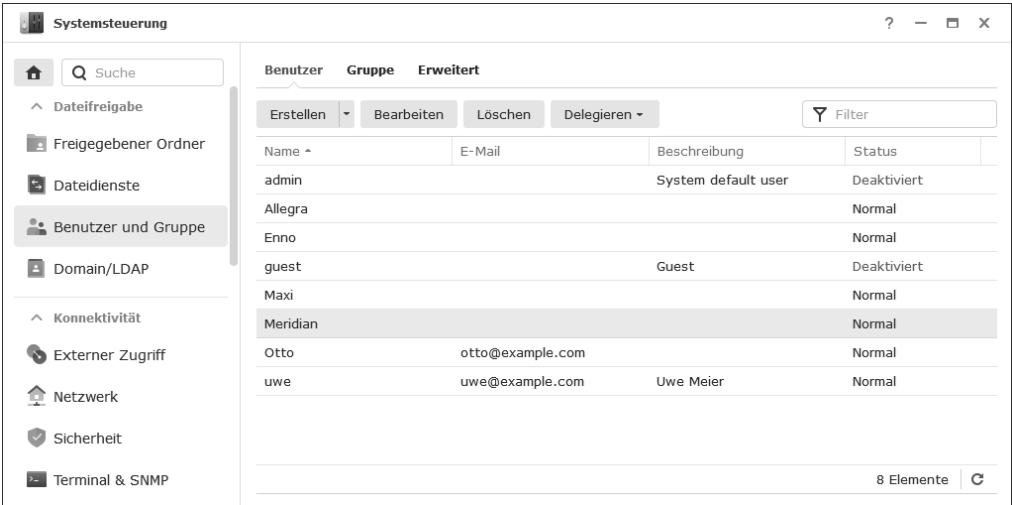 Systemsteuerung
Suche
Dateifreigabe
Freigegebener Ordner
Dateidienste
Benutzer und Gruppe
Domain/LDAP
Konnektivität
Externer Zugriff
Netzwerk
Sicherheit
Terminal & SNMP
Benutzer Gruppe Erweitert
Erstellen Bearbeiten Löschen Delegieren Filter
Name E-Mail Beschreibung Status
admin System default user Deaktiviert
Allegra Normal
Enno Normal
guest Guest Deaktiviert
Maxi Normal
Meridian Normal
Otto otto@example.com Normal
uwe uwe@example.com Uwe Meier Normal
8 Elemente